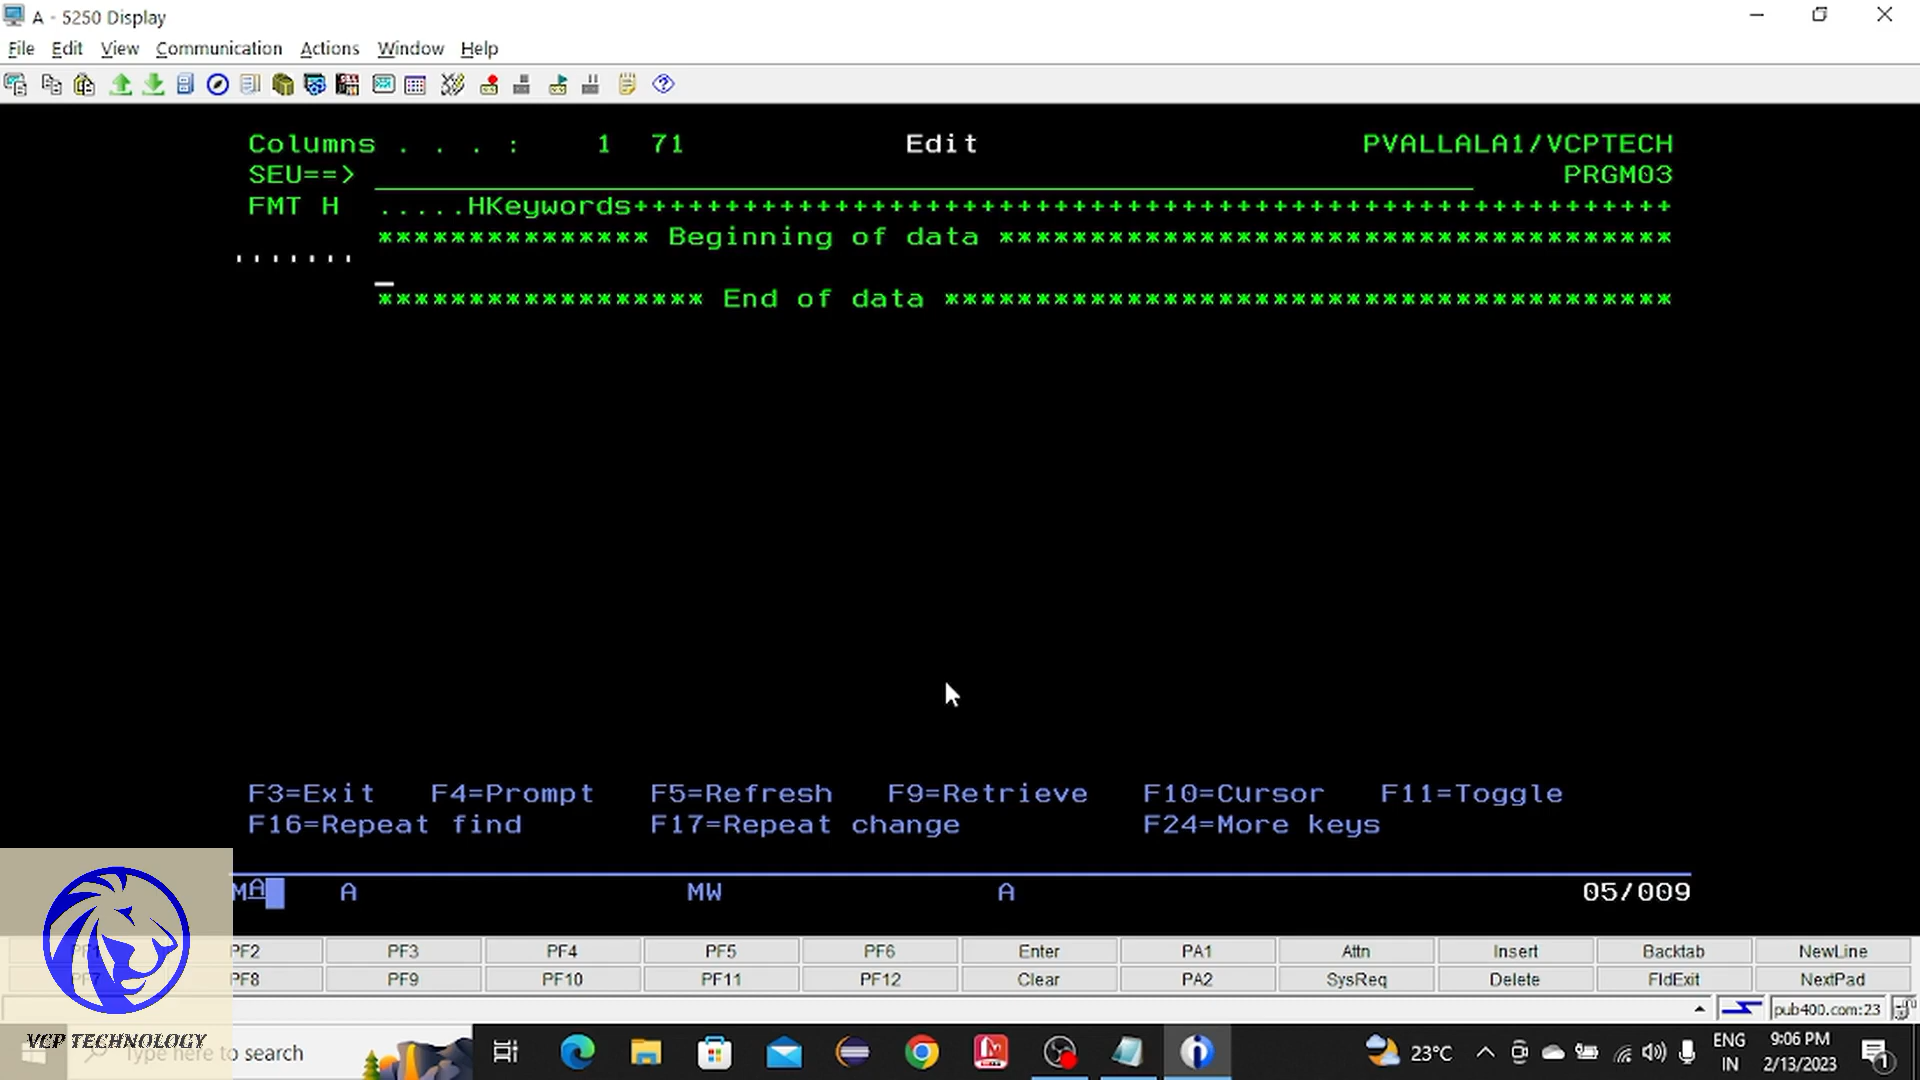 A - 5250 Display
File Edit View Communication Actions Window Help
Columns . . . : 1 71 Edit PVALLALA1/VCPTECH
SEU==> PRGM03
FMT H .....HKeywords+++++++++++++++++++++++++++++++++++++++++++++++++++++++++
*************** Beginning of data *************************************
'''''''
****************** End of data ****************************************
F3=Exit F4=Prompt F5=Refresh F9=Retrieve F10=Cursor F11=Toggle
F16=Repeat find F17=Repeat change F24=More keys
MA A MW A 05/009
PF1 PF2 PF3 PF4 PF5 PF6 Enter PA1 Attn Insert Backtab NewLine
PF7 PF8 PF9 PF10 PF11 PF12 Clear PA2 SysReq Delete FldExit NextPad
pub400.com:23
VCP TECHNOLOGY
Type here to search
23°C
ENG
IN
9:06 PM
2/13/2023
1